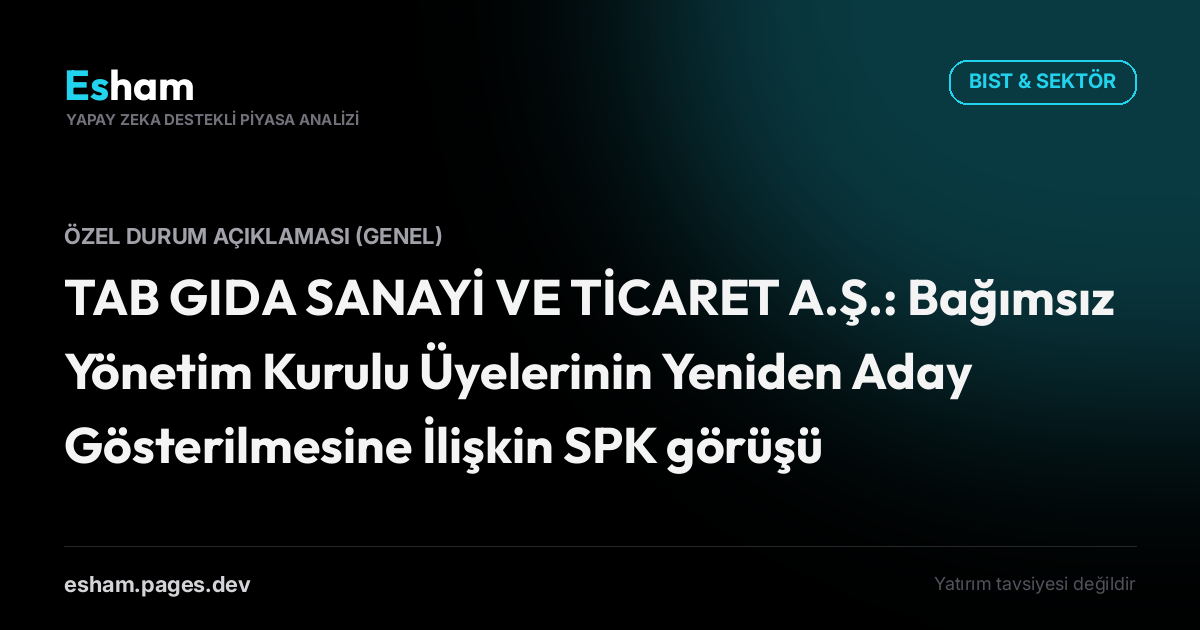 Esham
YAPAY ZEKA DESTEKLİ PİYASA ANALİZİ
BIST & SEKTÖR
ÖZEL DURUM AÇIKLAMASI (GENEL)
TAB GIDA SANAYİ VE TİCARET A.Ş.: Bağımsız
Yönetim Kurulu Üyelerinin Yeniden Aday
Gösterilmesine İlişkin SPK görüşü
esham.pages.dev
Yatırım tavsiyesi değildir